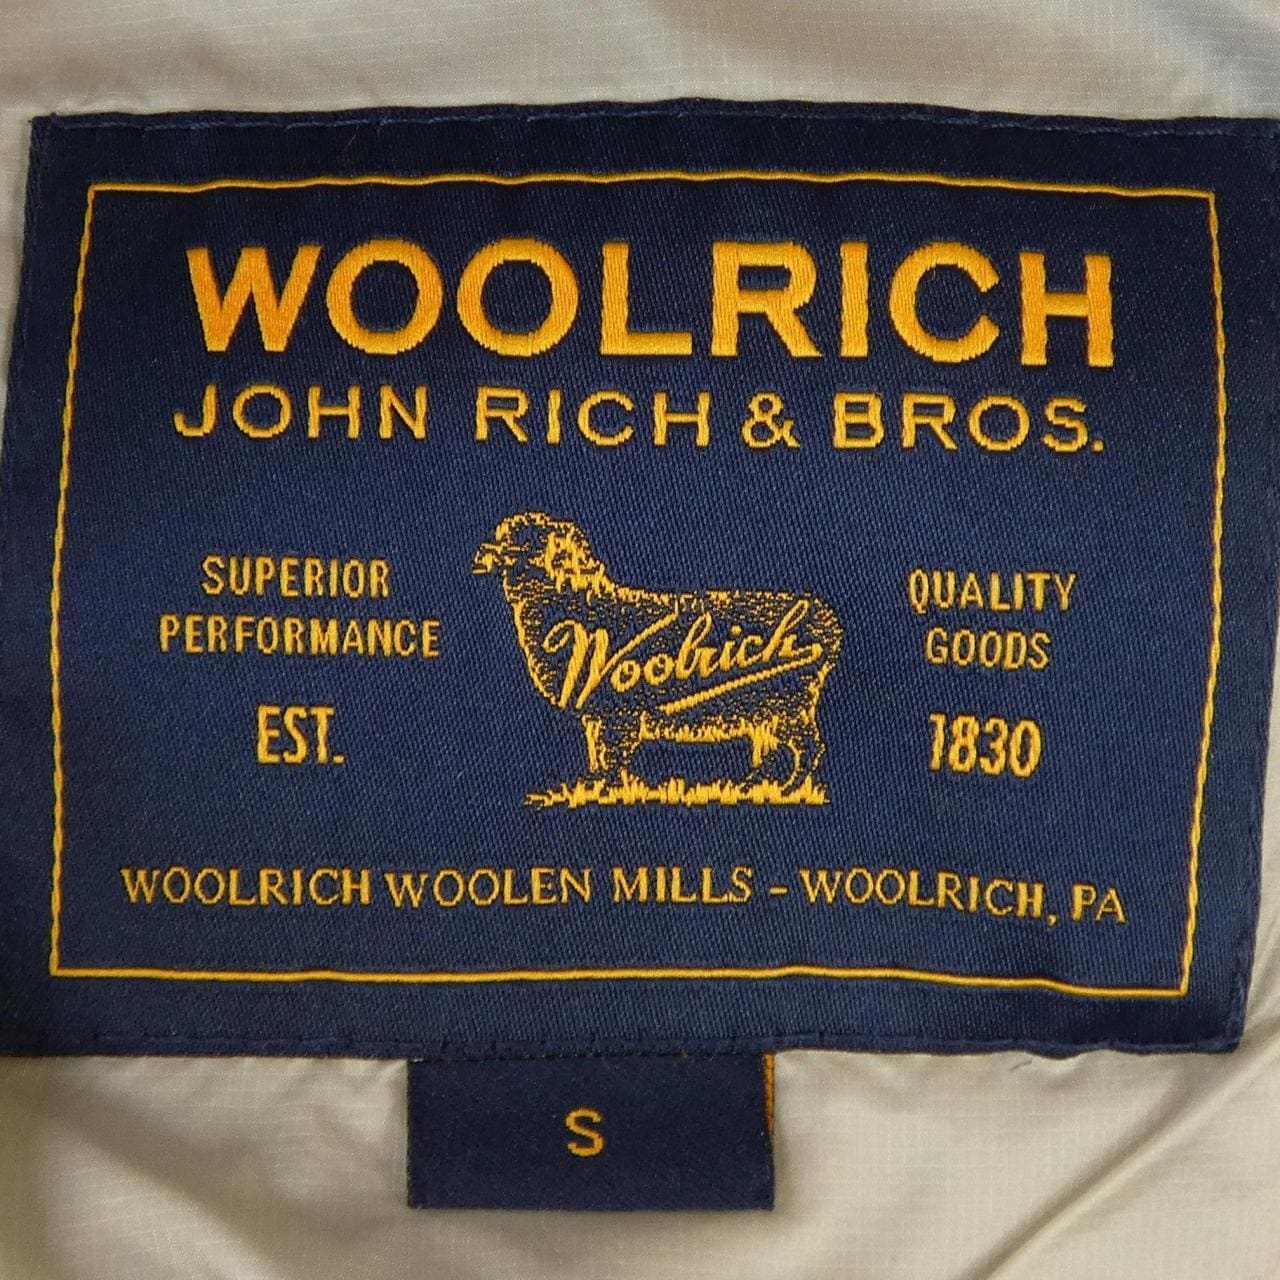 WOOLRICH
JOHN RICH & BROS.
SUPERIOR
PERFORMANCE
EST.
Woolrich
QUALITY
GOODS
1830
WOOLRICH WOOLEN MILLS - WOOLRICH, PA
S